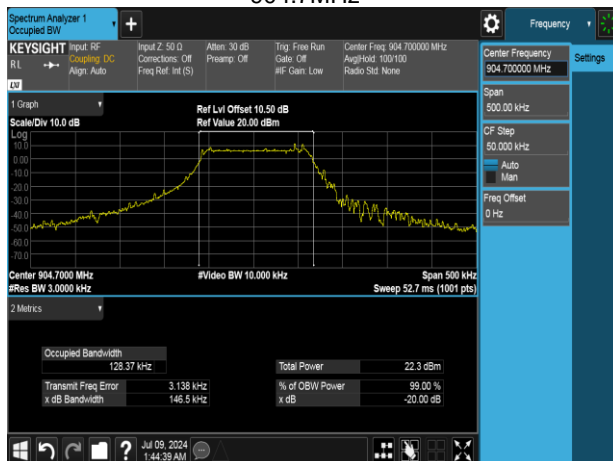 904.7MHz
Spectrum Analyzer 1
Occupied BW
Frequency
KEYSIGHT
RL
LXI
Input: RF
Coupling: DC
Align: Auto
Input Z: 50 Ω
Corrections: Off
Freq Ref: Int (S)
Atten: 30 dB
Preamp: Off
Trig: Free Run
Gate: Off
#IF Gain: Low
Center Freq: 904.700000 MHz
Avg|Hold: 100/100
Radio Std: None
Center Frequency
904.700000 MHz
Settings
Span
500.00 kHz
CF Step
50.000 kHz
Auto
Man
Freq Offset
0 Hz
1 Graph
Scale/Div 10.0 dB
Ref Lvl Offset 10.50 dB
Ref Value 20.00 dBm
Log
10.0
0.00
-10.0
-20.0
-30.0
-40.0
-50.0
-60.0
-70.0
Center 904.7000 MHz
#Video BW 10.000 kHz
Span 500 kHz
#Res BW 3.0000 kHz
Sweep 52.7 ms (1001 pts)
2 Metrics
Occupied Bandwidth
128.37 kHz
Total Power 22.3 dBm
Transmit Freq Error 3.138 kHz
% of OBW Power 99.00 %
x dB Bandwidth 146.5 kHz
x dB -20.00 dB
?
Jul 09, 2024
1:44:39 AM